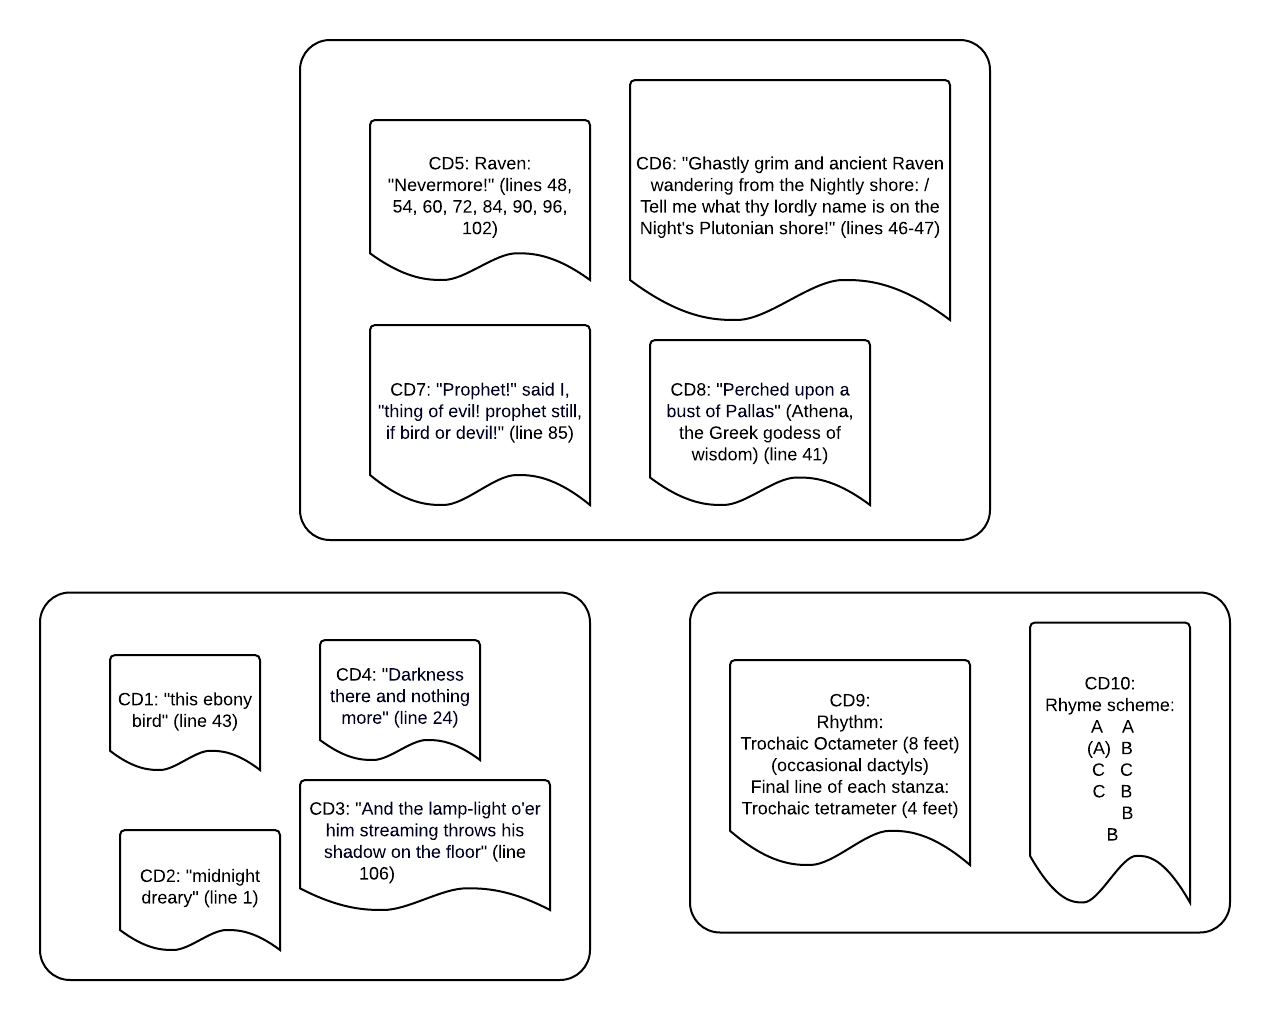 CD5: Raven:
"Nevermore!" (lines 48,
54, 60, 72, 84, 90, 96,
102)
CD6: "Ghastly grim and ancient Raven
wandering from the Nightly shore: /
Tell me what thy lordly name is on the
Night's Plutonian shore!" (lines 46-47)
CD7: "Prophet!" said I,
"thing of evil! prophet still,
if bird or devil!" (line 85)
CD8: "Perched upon a
bust of Pallas" (Athena,
the Greek godess of
wisdom) (line 41)
CD1: "this ebony
bird" (line 43)
CD4: "Darkness
there and nothing
more" (line 24)
CD3: "And the lamp-light o'er
him streaming throws his
shadow on the floor" (line
106)
CD2: "midnight
dreary" (line 1)
CD9:
Rhythm:
Trochaic Octameter (8 feet)
(occasional dactyls)
Final line of each stanza:
Trochaic tetrameter (4 feet)
CD10:
Rhyme scheme:
A A
(A) B
C C
C B
B
B